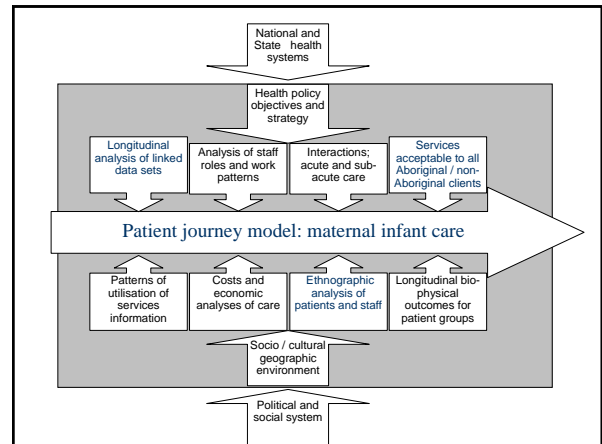 National and
State health
systems
Health policy
objectives and
strategy
Longitudinal
analysis of linked
data sets
Analysis of staff
roles and work
patterns
Interactions;
acute and sub-
acute care
Services
acceptable to all
Aboriginal / non-
Aboriginal clients
Patient journey model: maternal infant care
Patterns of
utilisation of
services
information
Costs and
economic
analyses of care
Ethnographic
analysis of
patients and staff
Longitudinal bio-
physical
outcomes for
patient groups
Socio / cultural
geographic
environment
Political and
social system